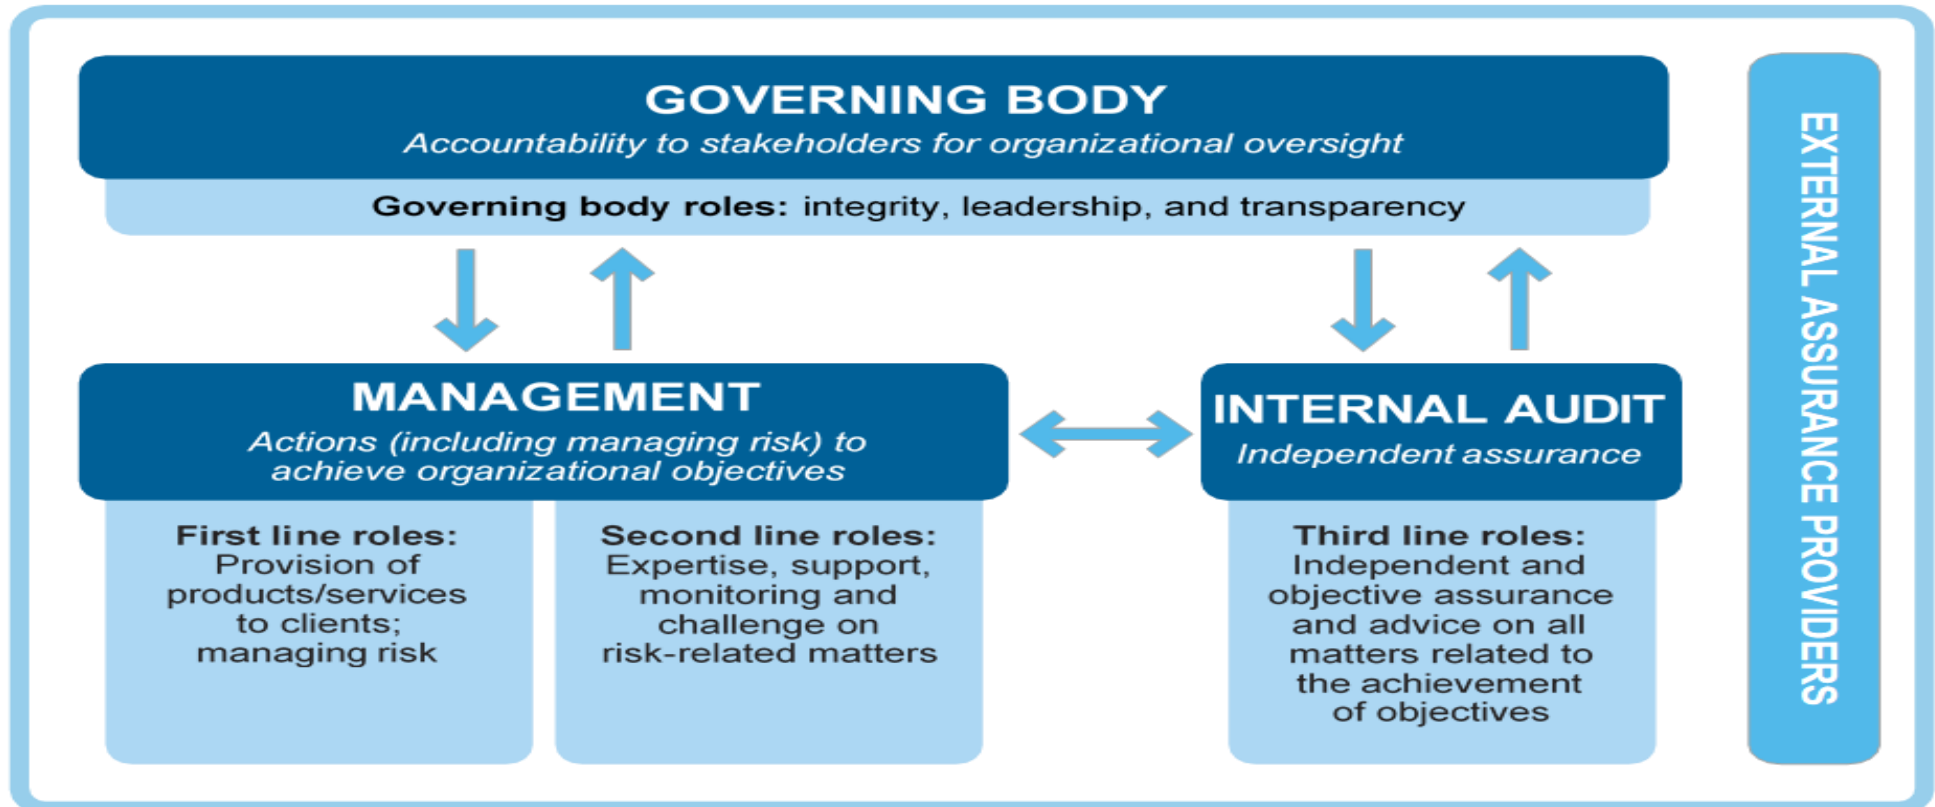 GOVERNING BODY
Accountability to stakeholders for organizational oversight
Governing body roles: integrity, leadership, and transparency
MANAGEMENT
Actions (including managing risk) to
achieve organizational objectives
First line roles:
Provision of
products/services
to clients;
managing risk
Second line roles:
Expertise, support,
monitoring and
challenge on
risk-related matters
INTERNAL AUDIT
Independent assurance
Third line roles:
Independent and
objective assurance
and advice on all
matters related to
the achievement
of objectives
EXTERNAL ASSURANCE PROVIDERS